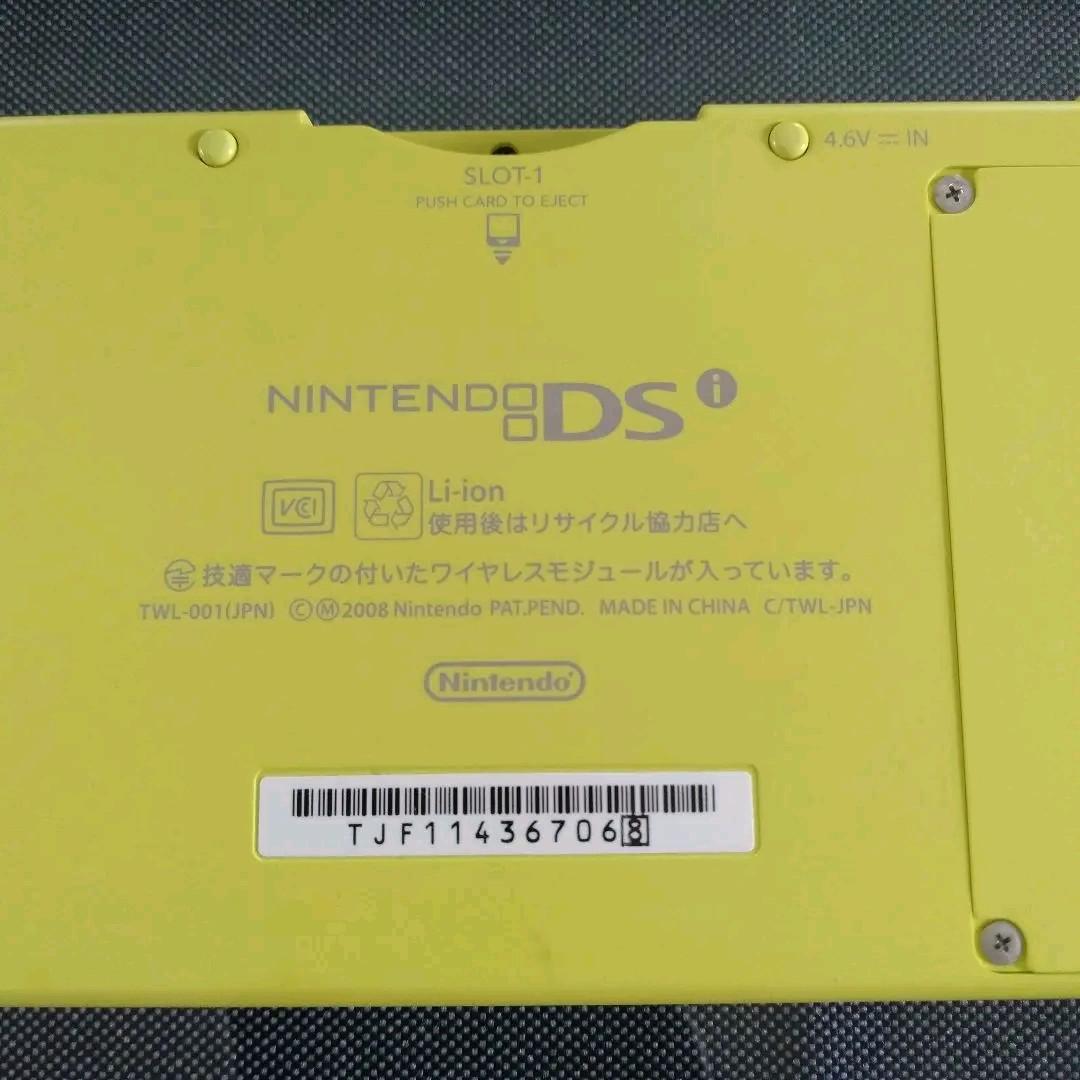 4.6V ⎓ IN
SLOT-1
PUSH CARD TO EJECT
NINTENDO DSi
VCI
Li-ion
使用後はリサイクル協力店へ
技適マークの付いたワイヤレスモジュールが入っています。
TWL-001(JPN) ©Ⓜ2008 Nintendo PAT.PEND. MADE IN CHINA C/TWL-JPN
Nintendo
TJF114367068